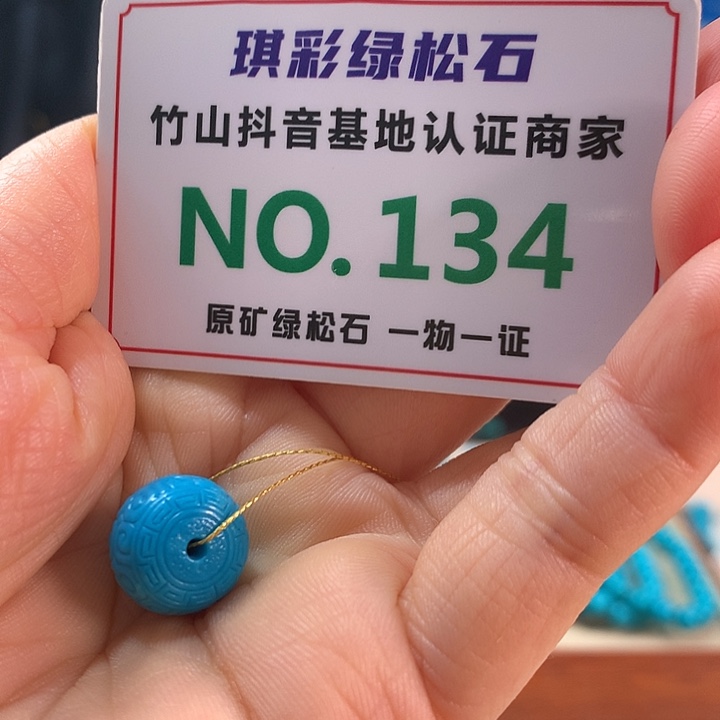 琪彩绿松石
竹山抖音基地认证商家
NO.134
原矿绿松石 一物一证